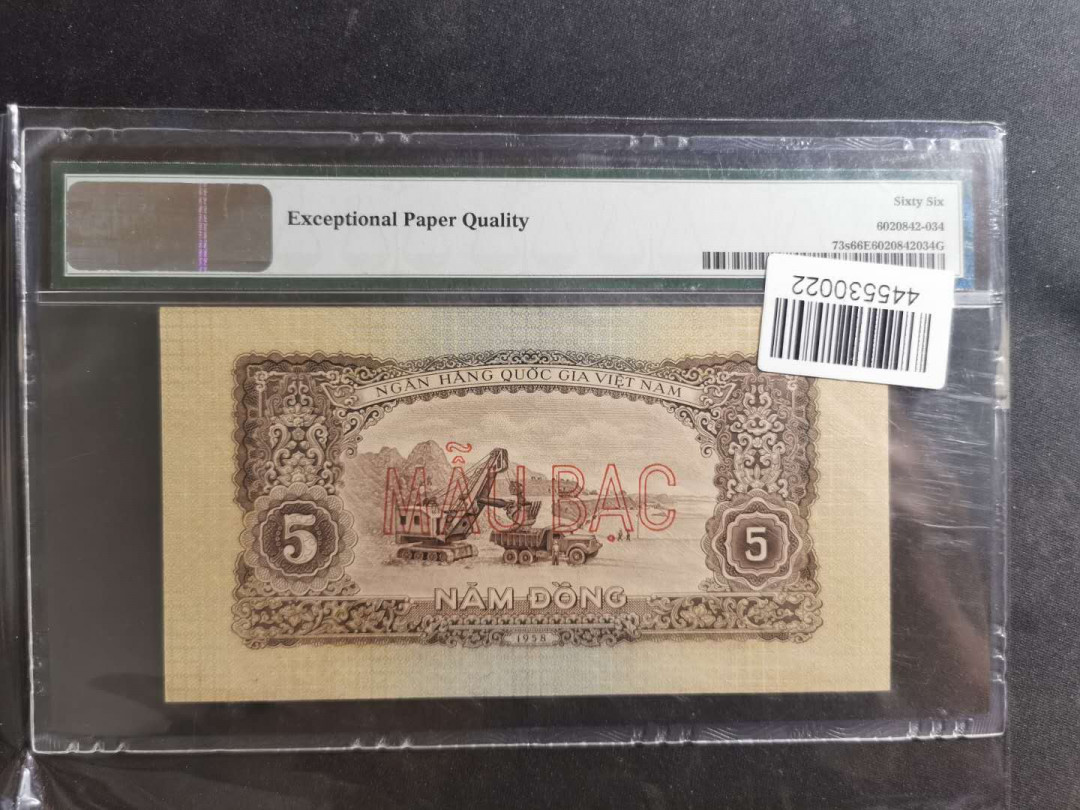 Exceptional Paper Quality
Sixty Six
6020842-034
73s66E6020842034G
445530022
NGÂN HÀNG QUỐC GIA VIỆT NAM
MẪU BẠC
5
5
NĂM ĐỒNG
1958